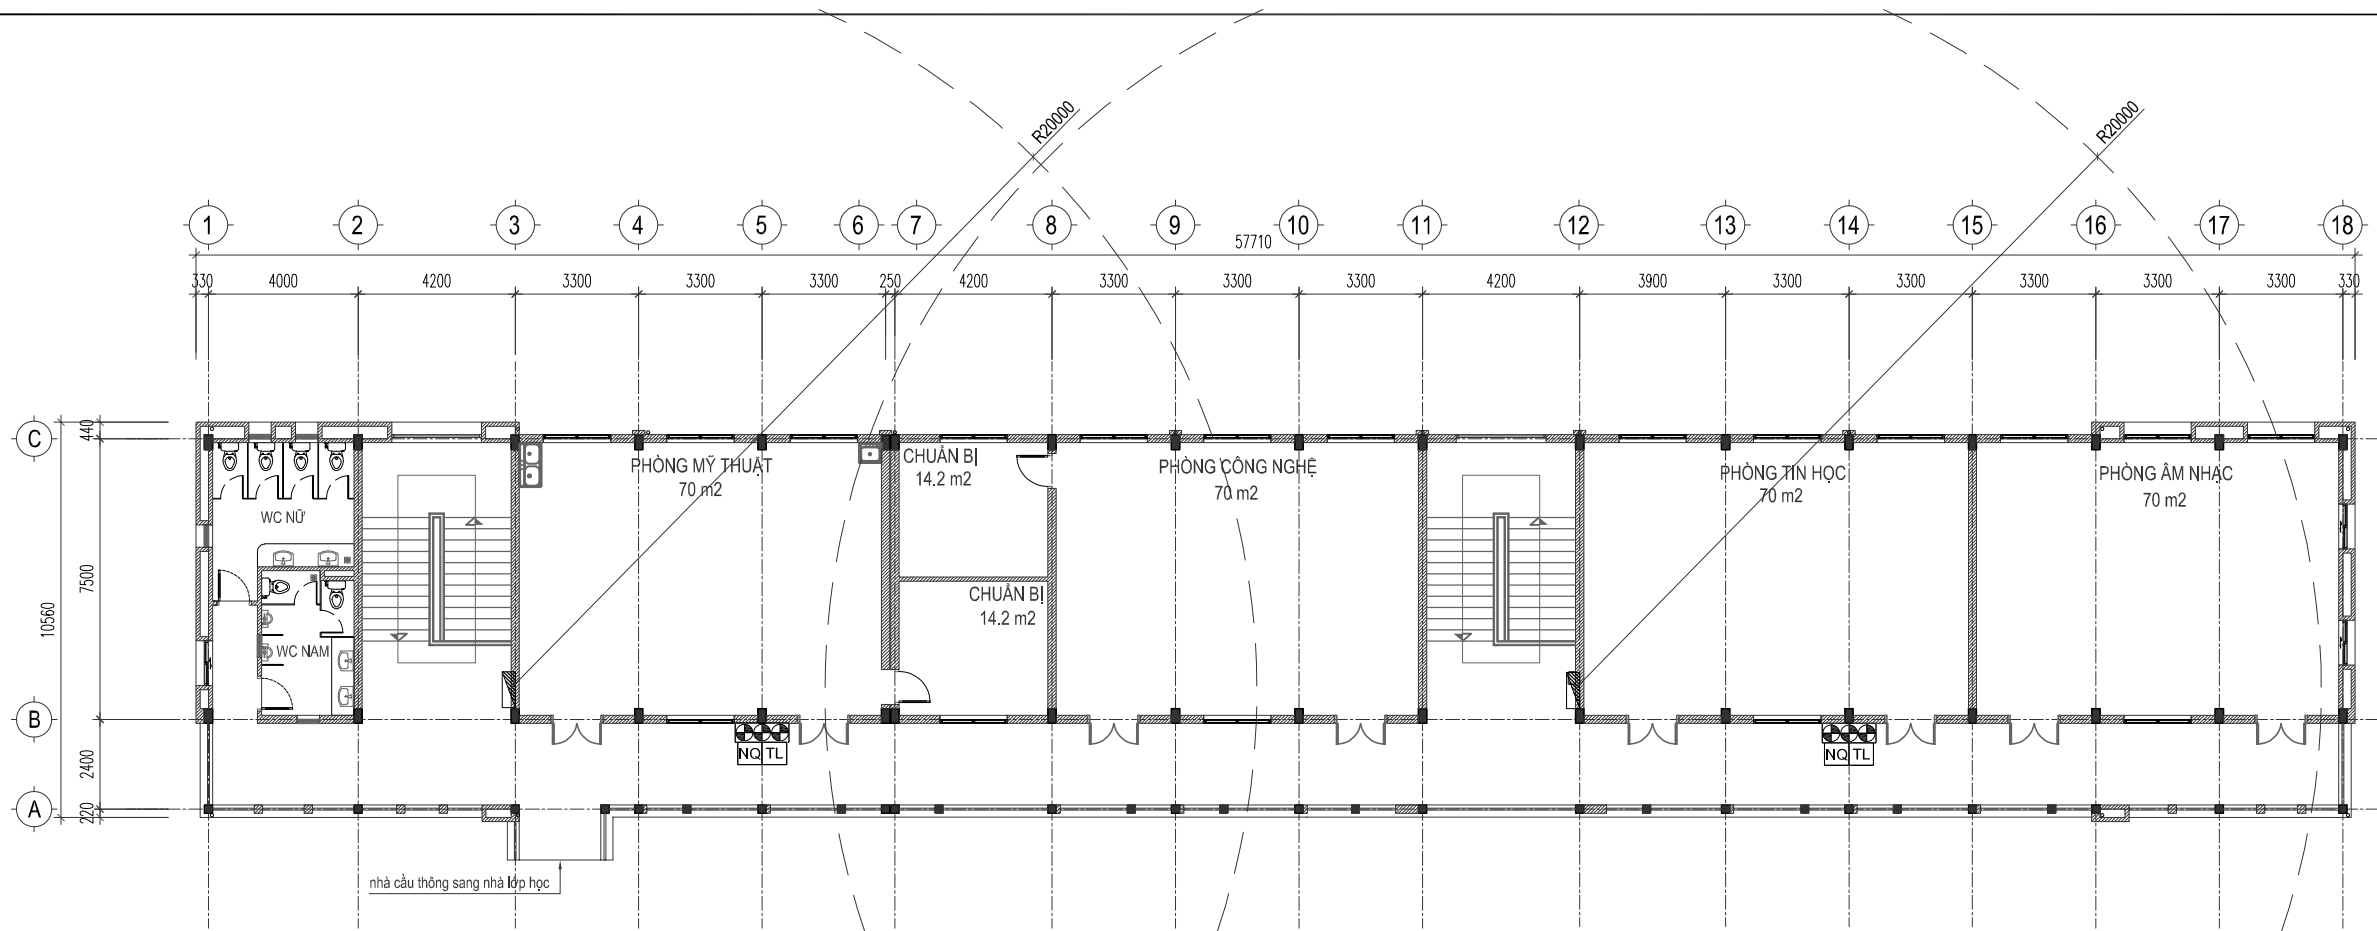 R20000
R20000
1 2 3 4 5 6 7 8 9 10 11 12 13 14 15 16 17 18
57710
330 4000 4200 3300 3300 3300 250 4200 3300 3300 3300 4200 3900 3300 3300 3300 3300 3300 330
C
440
PHÒNG MỸ THUẬT
70 m2
CHUẨN BỊ
14.2 m2
PHÒNG CÔNG NGHỆ
70 m2
PHÒNG TIN HỌC
70 m2
PHÒNG ÂM NHẠC
70 m2
WC NỮ
7500
10560
CHUẨN BỊ
14.2 m2
WC NAM
B
2400
NQ TL
NQ TL
A
220
nhà cầu thông sang nhà lớp học